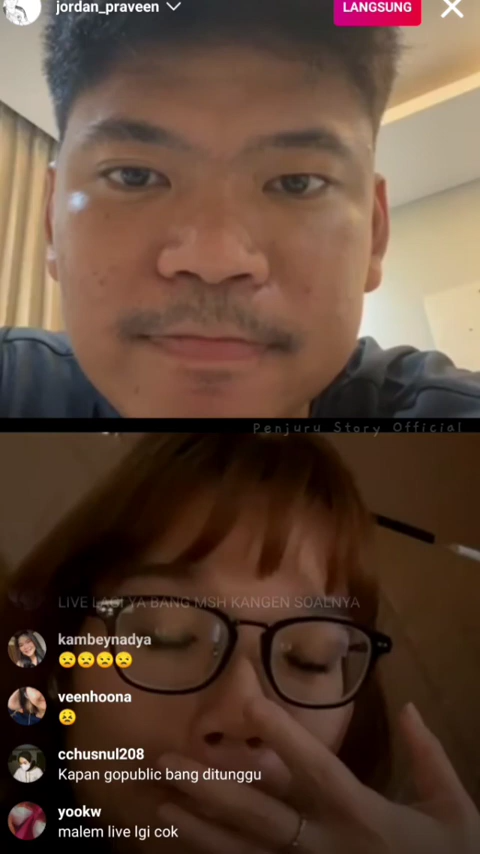 jordan_praveen
LANGSUNG
Penjuru Story Official
LIVE LAGI YA BANG MSH KANGEN SOALNYA
kambeynadya
veenhoona
cchusnul208
Kapan gopublic bang ditunggu
yookw
malem live lgi cok